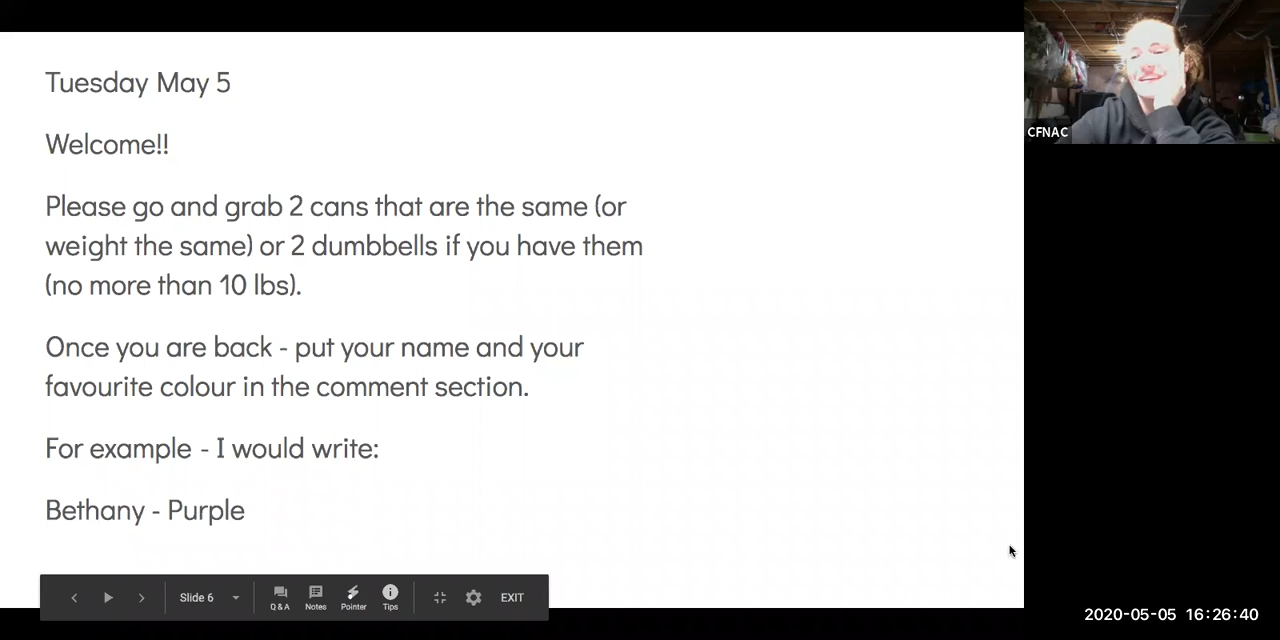 Tuesday May 5
Welcome!!
Please go and grab 2 cans that are the same (or
weight the same) or 2 dumbbells if you have them
(no more than 10 lbs).
Once you are back - put your name and your
favourite colour in the comment section.
For example - I would write:
Bethany - Purple
CFNAC
Slide 6
Q & A
Notes
Pointer
Tips
EXIT
2020-05-05 16:26:40